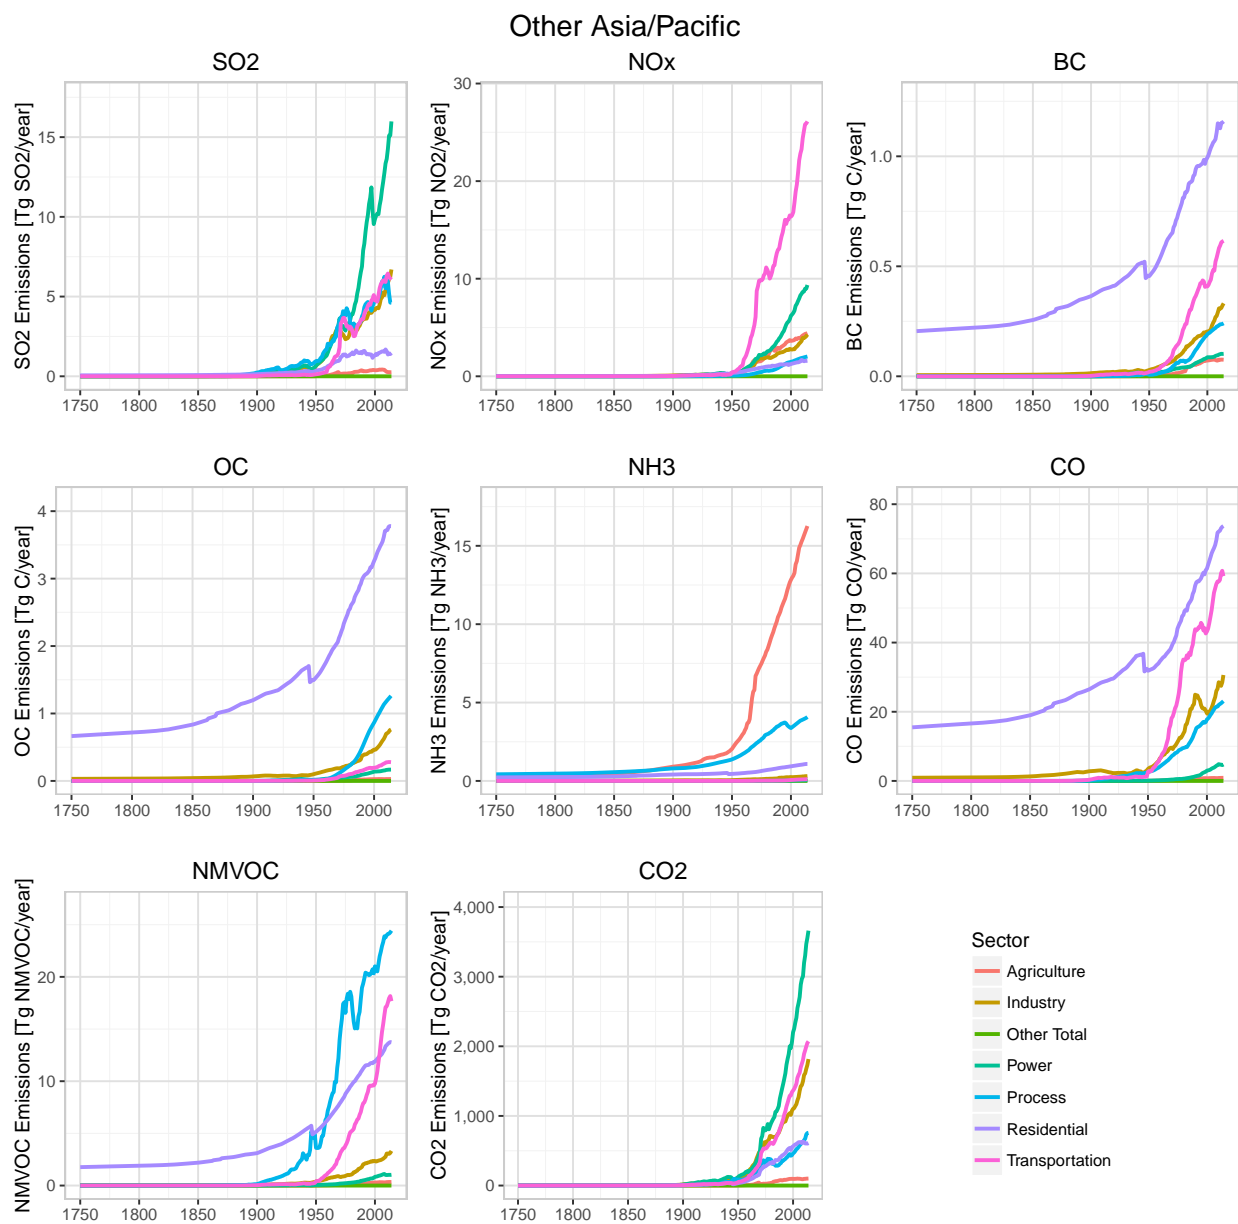 Other Asia/Pacific
SO2
SO2 Emissions [Tg SO2/year]
15
10
5
0
1750 1800 1850 1900 1950 2000
NOx
NOx Emissions [Tg NO2/year]
30
20
10
0
1750 1800 1850 1900 1950 2000
BC
BC Emissions [Tg C/year]
1.0
0.5
0.0
1750 1800 1850 1900 1950 2000
OC
OC Emissions [Tg C/year]
4
3
2
1
0
1750 1800 1850 1900 1950 2000
NH3
NH3 Emissions [Tg NH3/year]
15
10
5
0
1750 1800 1850 1900 1950 2000
CO
CO Emissions [Tg CO/year]
80
60
40
20
0
1750 1800 1850 1900 1950 2000
NMVOC
NMVOC Emissions [Tg NMVOC/year]
20
10
0
1750 1800 1850 1900 1950 2000
CO2
CO2 Emissions [Tg CO2/year]
4,000
3,000
2,000
1,000
0
1750 1800 1850 1900 1950 2000
Sector
Agriculture
Industry
Other Total
Power
Process
Residential
Transportation